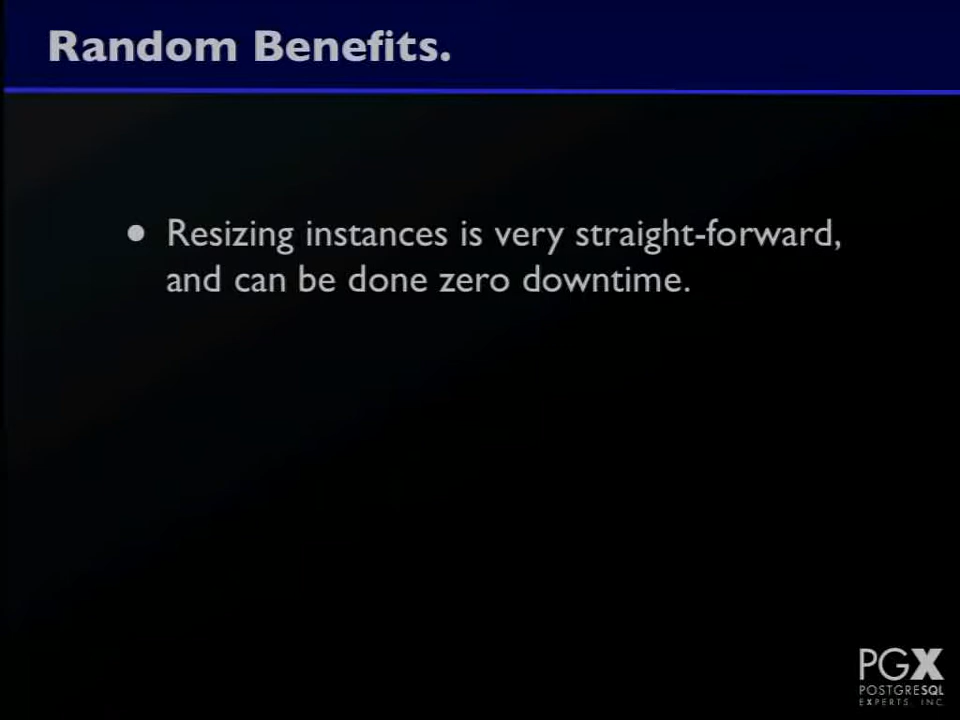 Random Benefits.
• Resizing instances is very straight-forward,
and can be done zero downtime.
PGX
POSTGRESQL
EXPERTS, INC